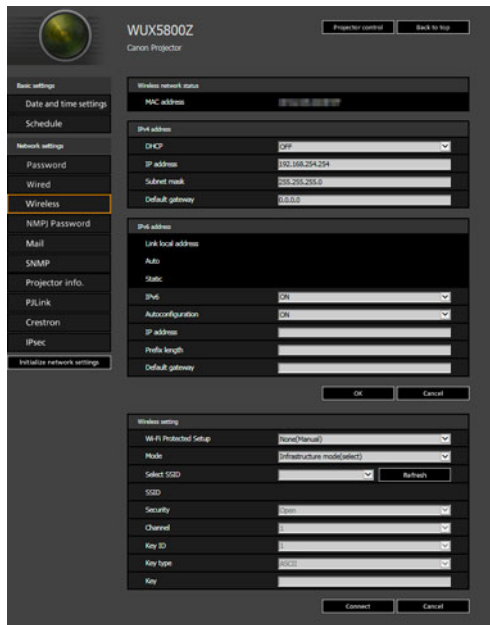 WUX5800Z
Projector control
Back to top
Canon Projector
Basic settings
Date and time settings
Schedule
Network settings
Password
Wired
Wireless
NMPJ Password
Mail
SNMP
Projector info.
PJLink
Crestron
IPsec
Initialize network settings
Wireless network status
MAC address
IPv4 address
DHCP OFF
IP address 192.168.254.254
Subnet mask 255.255.255.0
Default gateway 0.0.0.0
IPv6 address
Link local address
Auto
Static
IPv6 ON
Autoconfiguration ON
IP address
Prefix length
Default gateway
OK Cancel
Wireless setting
Wi-Fi Protected Setup None(Manual)
Mode Infrastructure mode(select)
Select SSID Refresh
SSID
Security Open
Channel 1
Key ID 1
Key type ASCII
Key
Connect Cancel